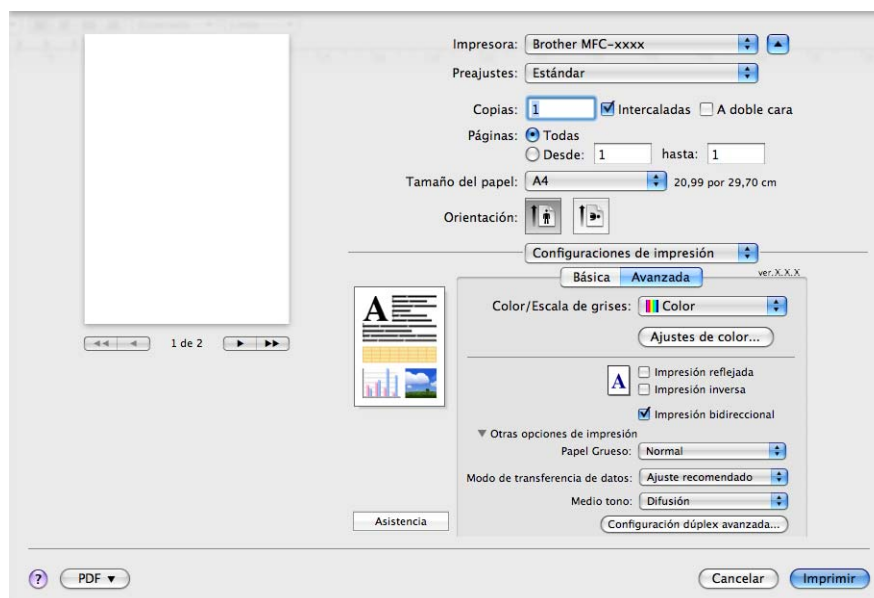 Impresora: Brother MFC-xxxx
Preajustes: Estándar
Copias: 1 Intercaladas A doble cara
Páginas: Todas
Desde: 1 hasta: 1
Tamaño del papel: A4 20,99 por 29,70 cm
Orientación:
Configuraciones de impresión
Básica Avanzada ver.X.X.X
A
Color/Escala de grises: Color
1 de 2
Ajustes de color...
A
Impresión reflejada
Impresión inversa
Impresión bidireccional
Otras opciones de impresión
Papel Grueso: Normal
Modo de transferencia de datos: Ajuste recomendado
Medio tono: Difusión
Asistencia
Configuración dúplex avanzada...
? PDF Cancelar Imprimir